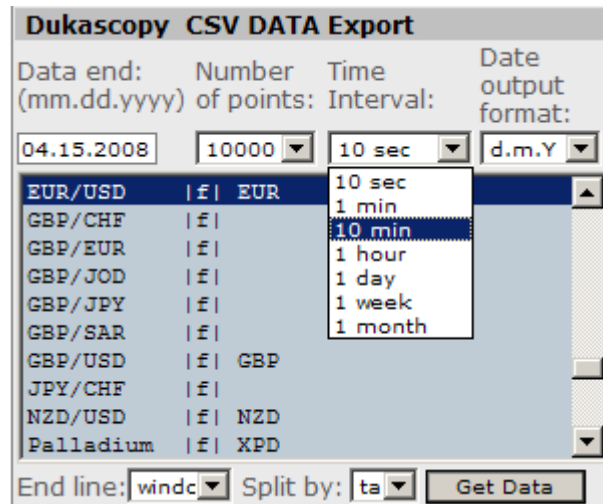 Dukascopy CSV DATA Export
Data end: (mm.dd.yyyy)
Number of points:
Time Interval:
Date output format:
04.15.2008 10000 10 sec d.m.Y
10 sec
1 min
10 min
1 hour
1 day
1 week
1 month
EUR/USD |f| EUR
GBP/CHF |f|
GBP/EUR |f|
GBP/JOD |f|
GBP/JPY |f|
GBP/SAR |f|
GBP/USD |f| GBP
JPY/CHF |f|
NZD/USD |f| NZD
Palladium |f| XPD
End line: windc Split by: ta Get Data